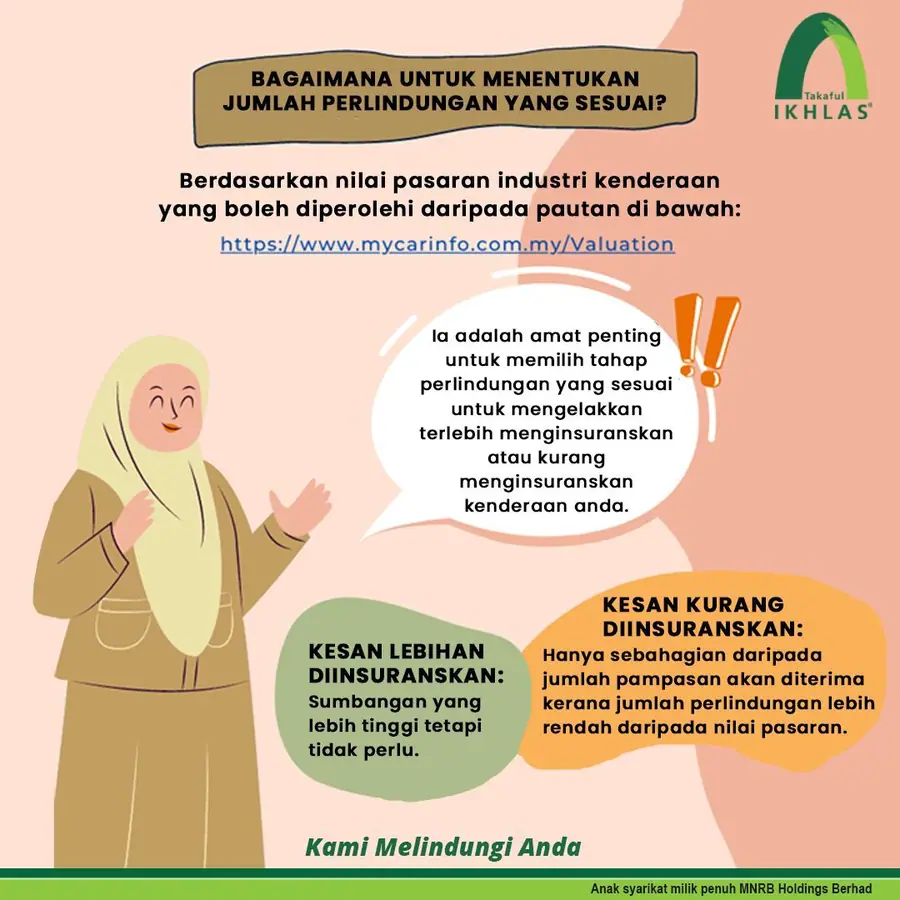 BAGAIMANA UNTUK MENENTUKAN
JUMLAH PERLINDUNGAN YANG SESUAI?
Takaful
IKHLAS®
Berdasarkan nilai pasaran industri kenderaan
yang boleh diperolehi daripada pautan di bawah:
https://www.mycarinfo.com.my/Valuation
Ia adalah amat penting
untuk memilih tahap
perlindungan yang sesuai
untuk mengelakkan
terlebih menginsuranskan
atau kurang
menginsuranskan
kenderaan anda.
KESAN LEBIHAN
DIINSURANSKAN:
Sumbangan yang
lebih tinggi tetapi
tidak perlu.
KESAN KURANG
DIINSURANSKAN:
Hanya sebahagian daripada
jumlah pampasan akan diterima
kerana jumlah perlindungan lebih
rendah daripada nilai pasaran.
Kami Melindungi Anda
Anak syarikat milik penuh MNRB Holdings Berhad